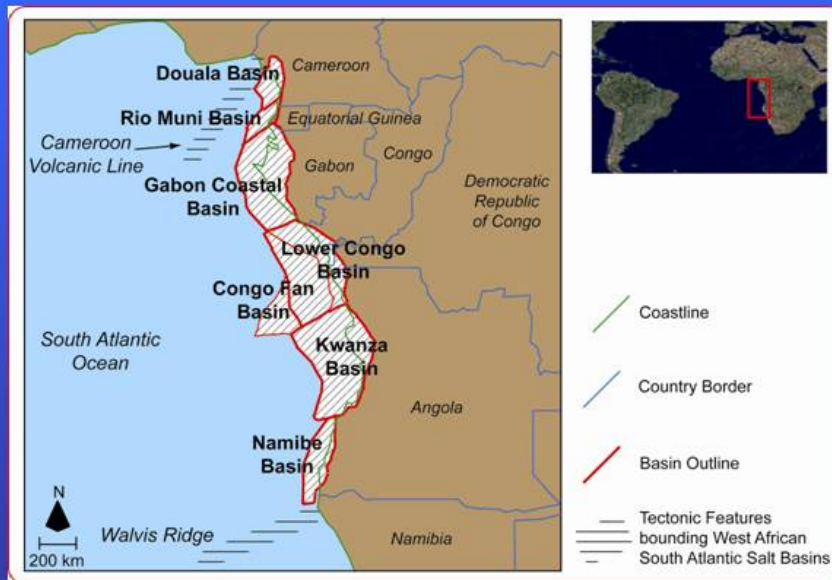 Douala Basin
Cameroon
Rio Muni Basin
Equatorial Guinea
Cameroon
Volcanic Line
Gabon
Congo
Gabon Coastal
Basin
Democratic
Republic
of Congo
Lower Congo
Basin
Congo Fan
Basin
South Atlantic
Ocean
Kwanza
Basin
Angola
Namibe
Basin
N
200 km
Walvis Ridge
Namibia
Coastline
Country Border
Basin Outline
Tectonic Features
bounding West African
South Atlantic Salt Basins